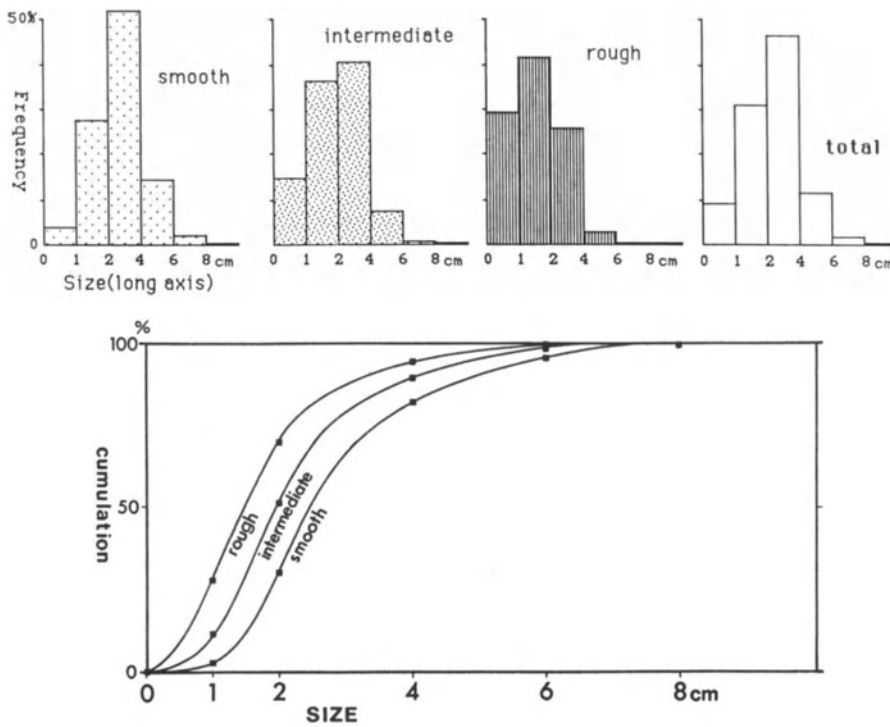 50%
Frequency
0
smooth
0 1 2 4 6 8 cm
Size(long axis)
intermediate
0 1 2 4 6 8 cm
rough
0 1 2 4 6 8 cm
total
0 1 2 4 6 8 cm
%
100
50
0
cumulation
rough
intermediate
smooth
0 1 2 4 6 8 cm
SIZE